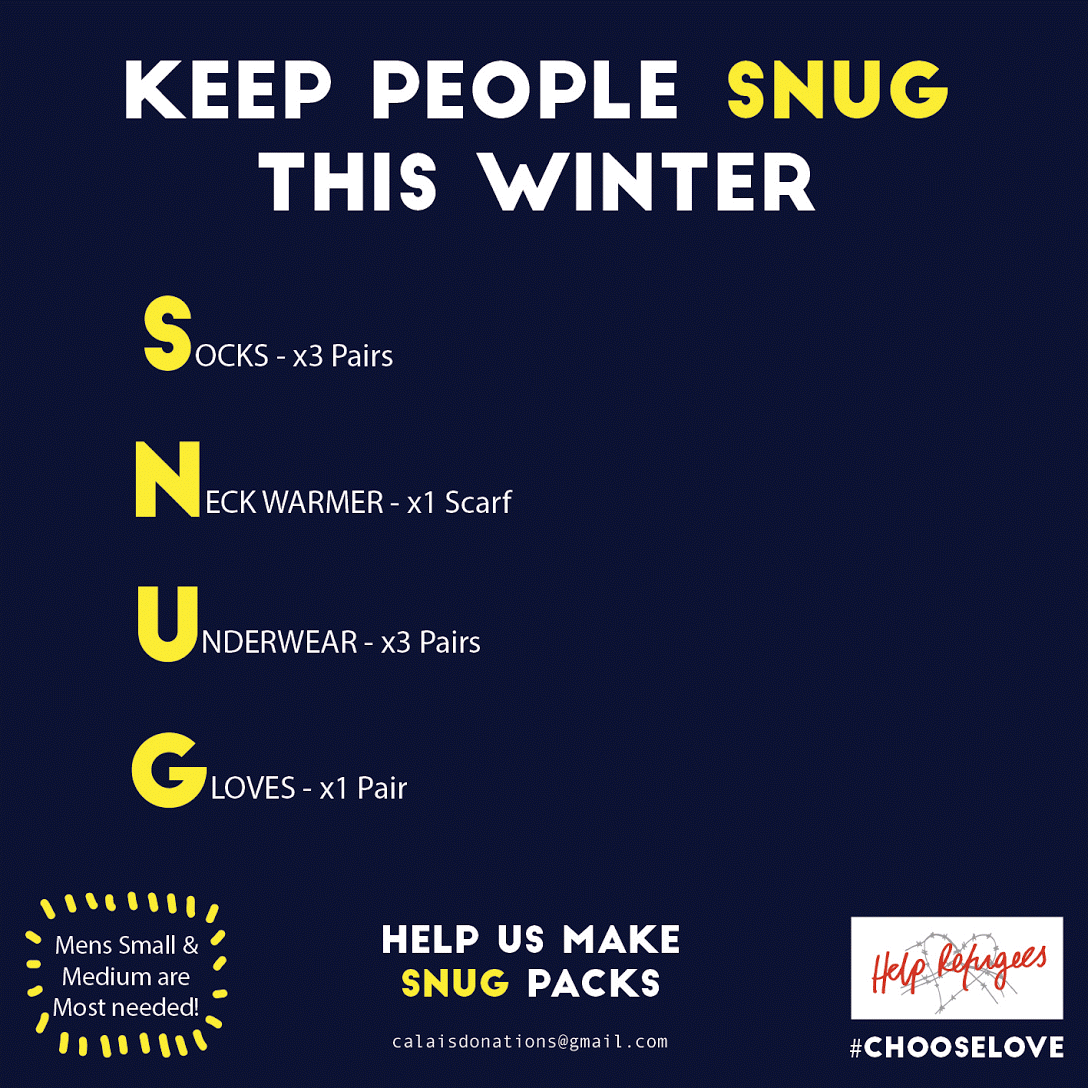 KEEP PEOPLE SNUG
THIS WINTER
SOCKS - x3 Pairs
NECK WARMER - x1 Scarf
UNDERWEAR - x3 Pairs
GLOVES - x1 Pair
Mens Small &
Medium are
Most needed!
HELP US MAKE
SNUG PACKS
calaisdonations@gmail.com
Help Refugees
#CHOOSELOVE